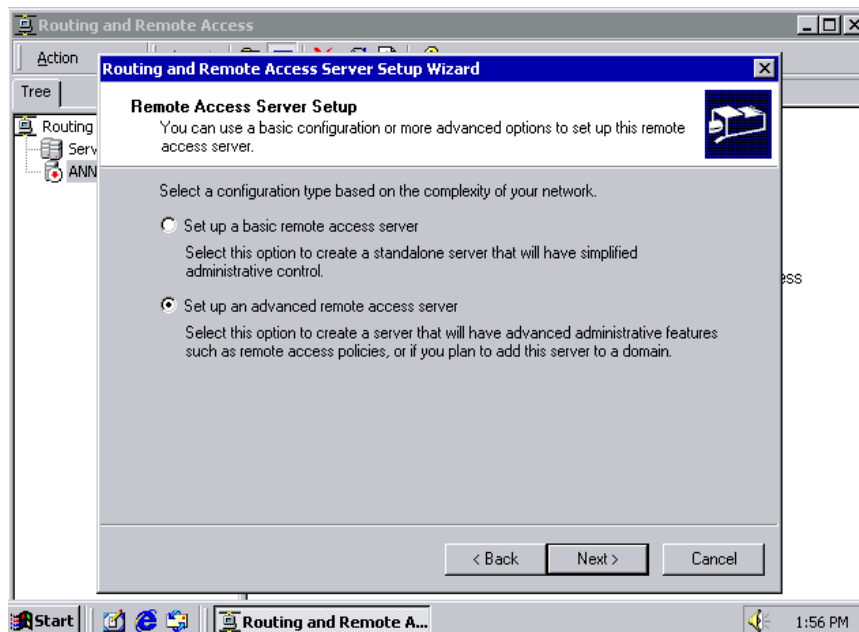 Routing and Remote Access
Action
Routing and Remote Access Server Setup Wizard
Tree
Remote Access Server Setup
You can use a basic configuration or more advanced options to set up this remote
access server.
Routing
Serv
ANN
Select a configuration type based on the complexity of your network.
Set up a basic remote access server
Select this option to create a standalone server that will have simplified
administrative control.
ess
Set up an advanced remote access server
Select this option to create a server that will have advanced administrative features
such as remote access policies, or if you plan to add this server to a domain.
< Back
Next >
Cancel
Start
Routing and Remote A...
1:56 PM